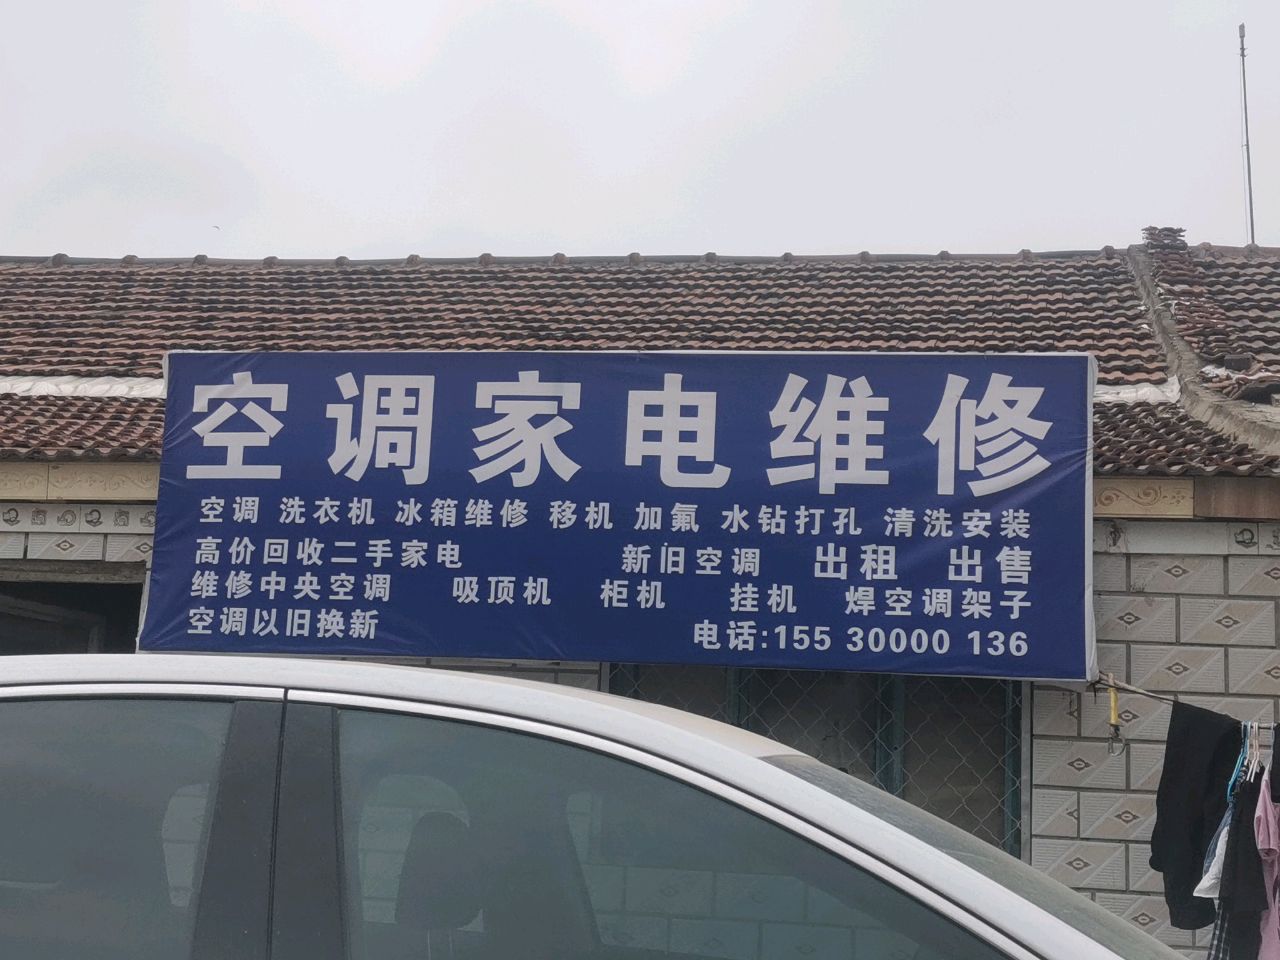 空调家电维修
空调 洗衣机 冰箱维修 移机 加氟 水钻打孔 清洗安装
高价回收二手家电 新旧空调 出租 出售
维修中央空调 吸顶机 柜机 挂机 焊空调架子
空调以旧换新 电话:155 30000 136